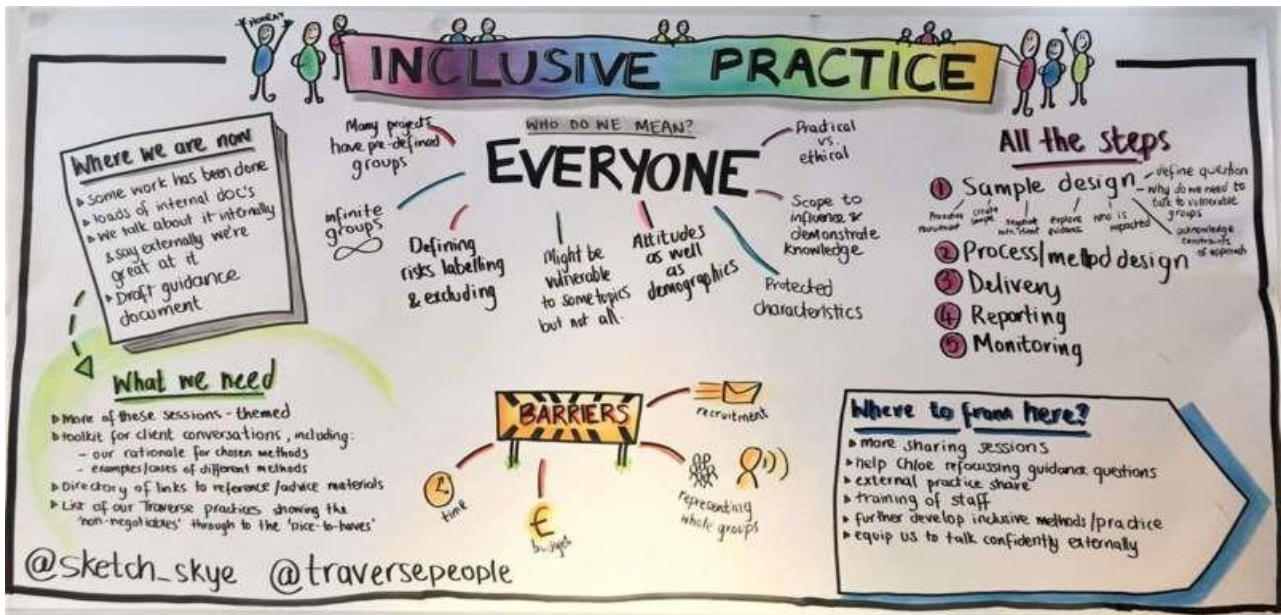 HOORAY
INCLUSIVE PRACTICE
Where we are now
▷ Some work has been done
▷ loads of internal doc's
▷ We talk about it internally
& say externally we're
great at it
▷ Draft guidance
document
What we need
▷ More of these sessions - themed
▷ toolkit for client conversations, including:
- our rationale for chosen methods
- examples/cases of different methods
▷ Directory of links to reference/advice materials
▷ List of our Traverse practices showing the
'non-negotiables' through to the 'nice-to-haves'
@sketch_skye @traversepeople
WHO DO WE MEAN?
EVERYONE
Many projects
have pre-defined
groups
Infinite
groups
∞
Defining
risks labelling
& excluding
Might be
vulnerable
to some topics
but not all.
Attitudes
as well
as
demographics
Protected
characteristics
Scope to
influence &
demonstrate
knowledge
Practical
vs.
ethical
BARRIERS
time
€
budget
recruitment
representing
whole groups
All the steps
1 Sample design
- define question
- why do we need to
talk to vulnerable
groups
acknowledge
constraints
of approach
who is
impacted
explore
guidance
negotiate
with client
create
sample
recruitment
2 Process/method design
3 Delivery
4 Reporting
5 Monitoring
Where to from here?
▷ more sharing sessions
▷ help Chloe refocussing guidance questions
▷ external practice share
▷ training of staff
▷ further develop inclusive methods/practice
▷ equip us to talk confidently externally